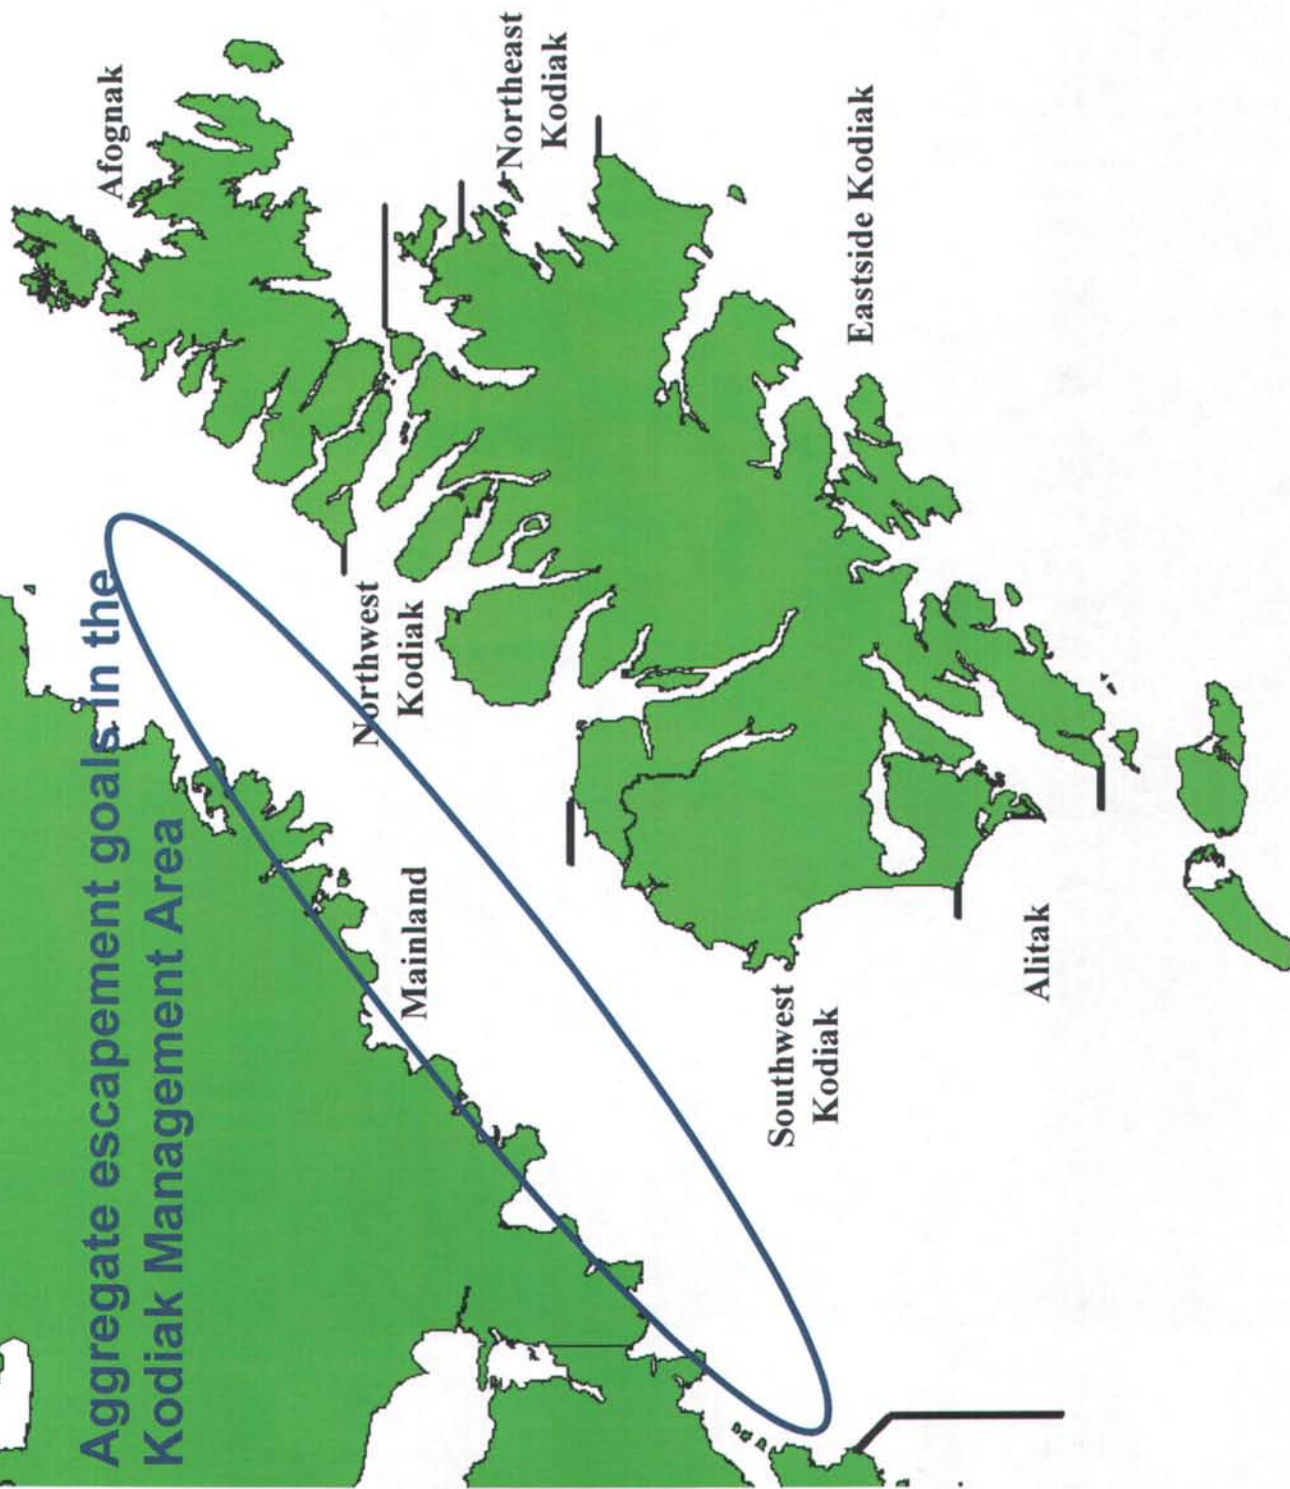 Aggregate escapement goals in the
Kodiak Management Area
Afognak
Northwest
Kodiak
Northeast
Kodiak
Mainland
Eastside Kodiak
Southwest
Kodiak
Alitak